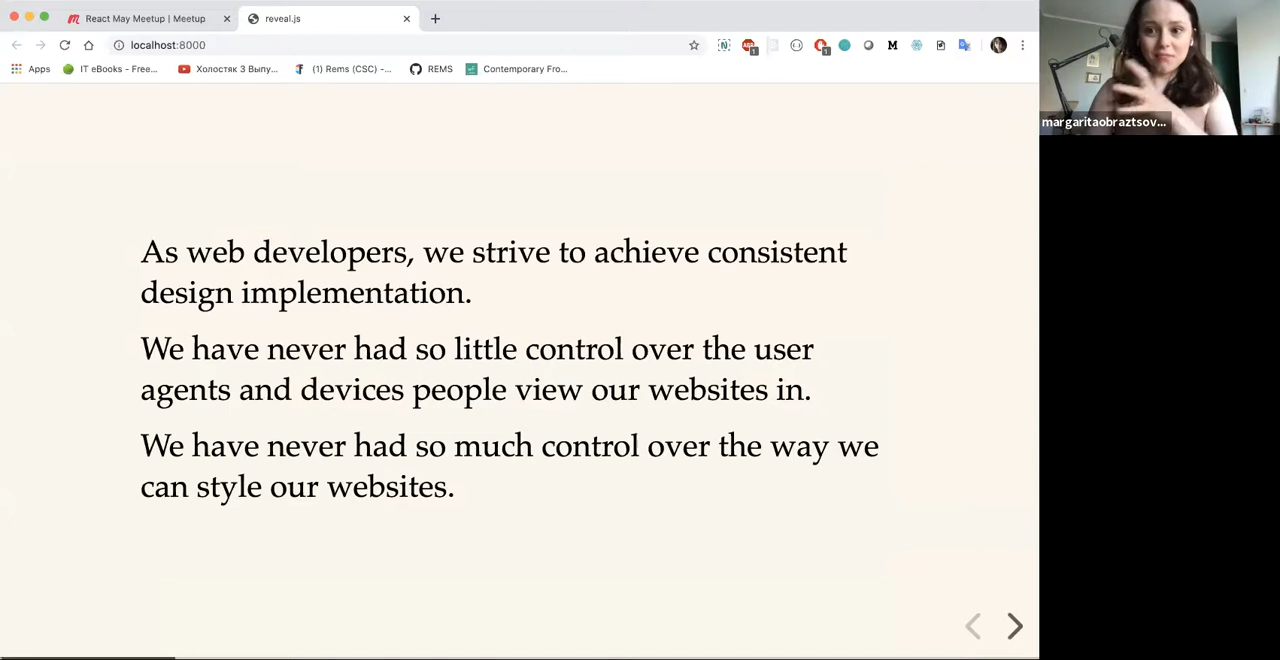 React May Meetup | Meetup
reveal.js
localhost:8000
Apps
IT eBooks - Free...
Холостяк 3 Выпу...
(1) Rems (CSC) -...
REMS
Contemporary Fro...
margaritaobraztsov...
As web developers, we strive to achieve consistent
design implementation.
We have never had so little control over the user
agents and devices people view our websites in.
We have never had so much control over the way we
can style our websites.